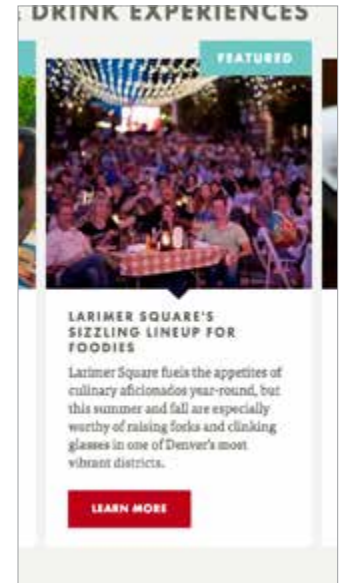 & DRINK EXPERIENCES
FEATURED
LARIMER SQUARE'S
SIZZLING LINEUP FOR
FOODIES
Larimer Square fuels the appetites of
culinary aficionados year-round, but
this summer and fall are especially
worthy of raising forks and clinking
glasses in one of Denver's most
vibrant districts.
LEARN MORE